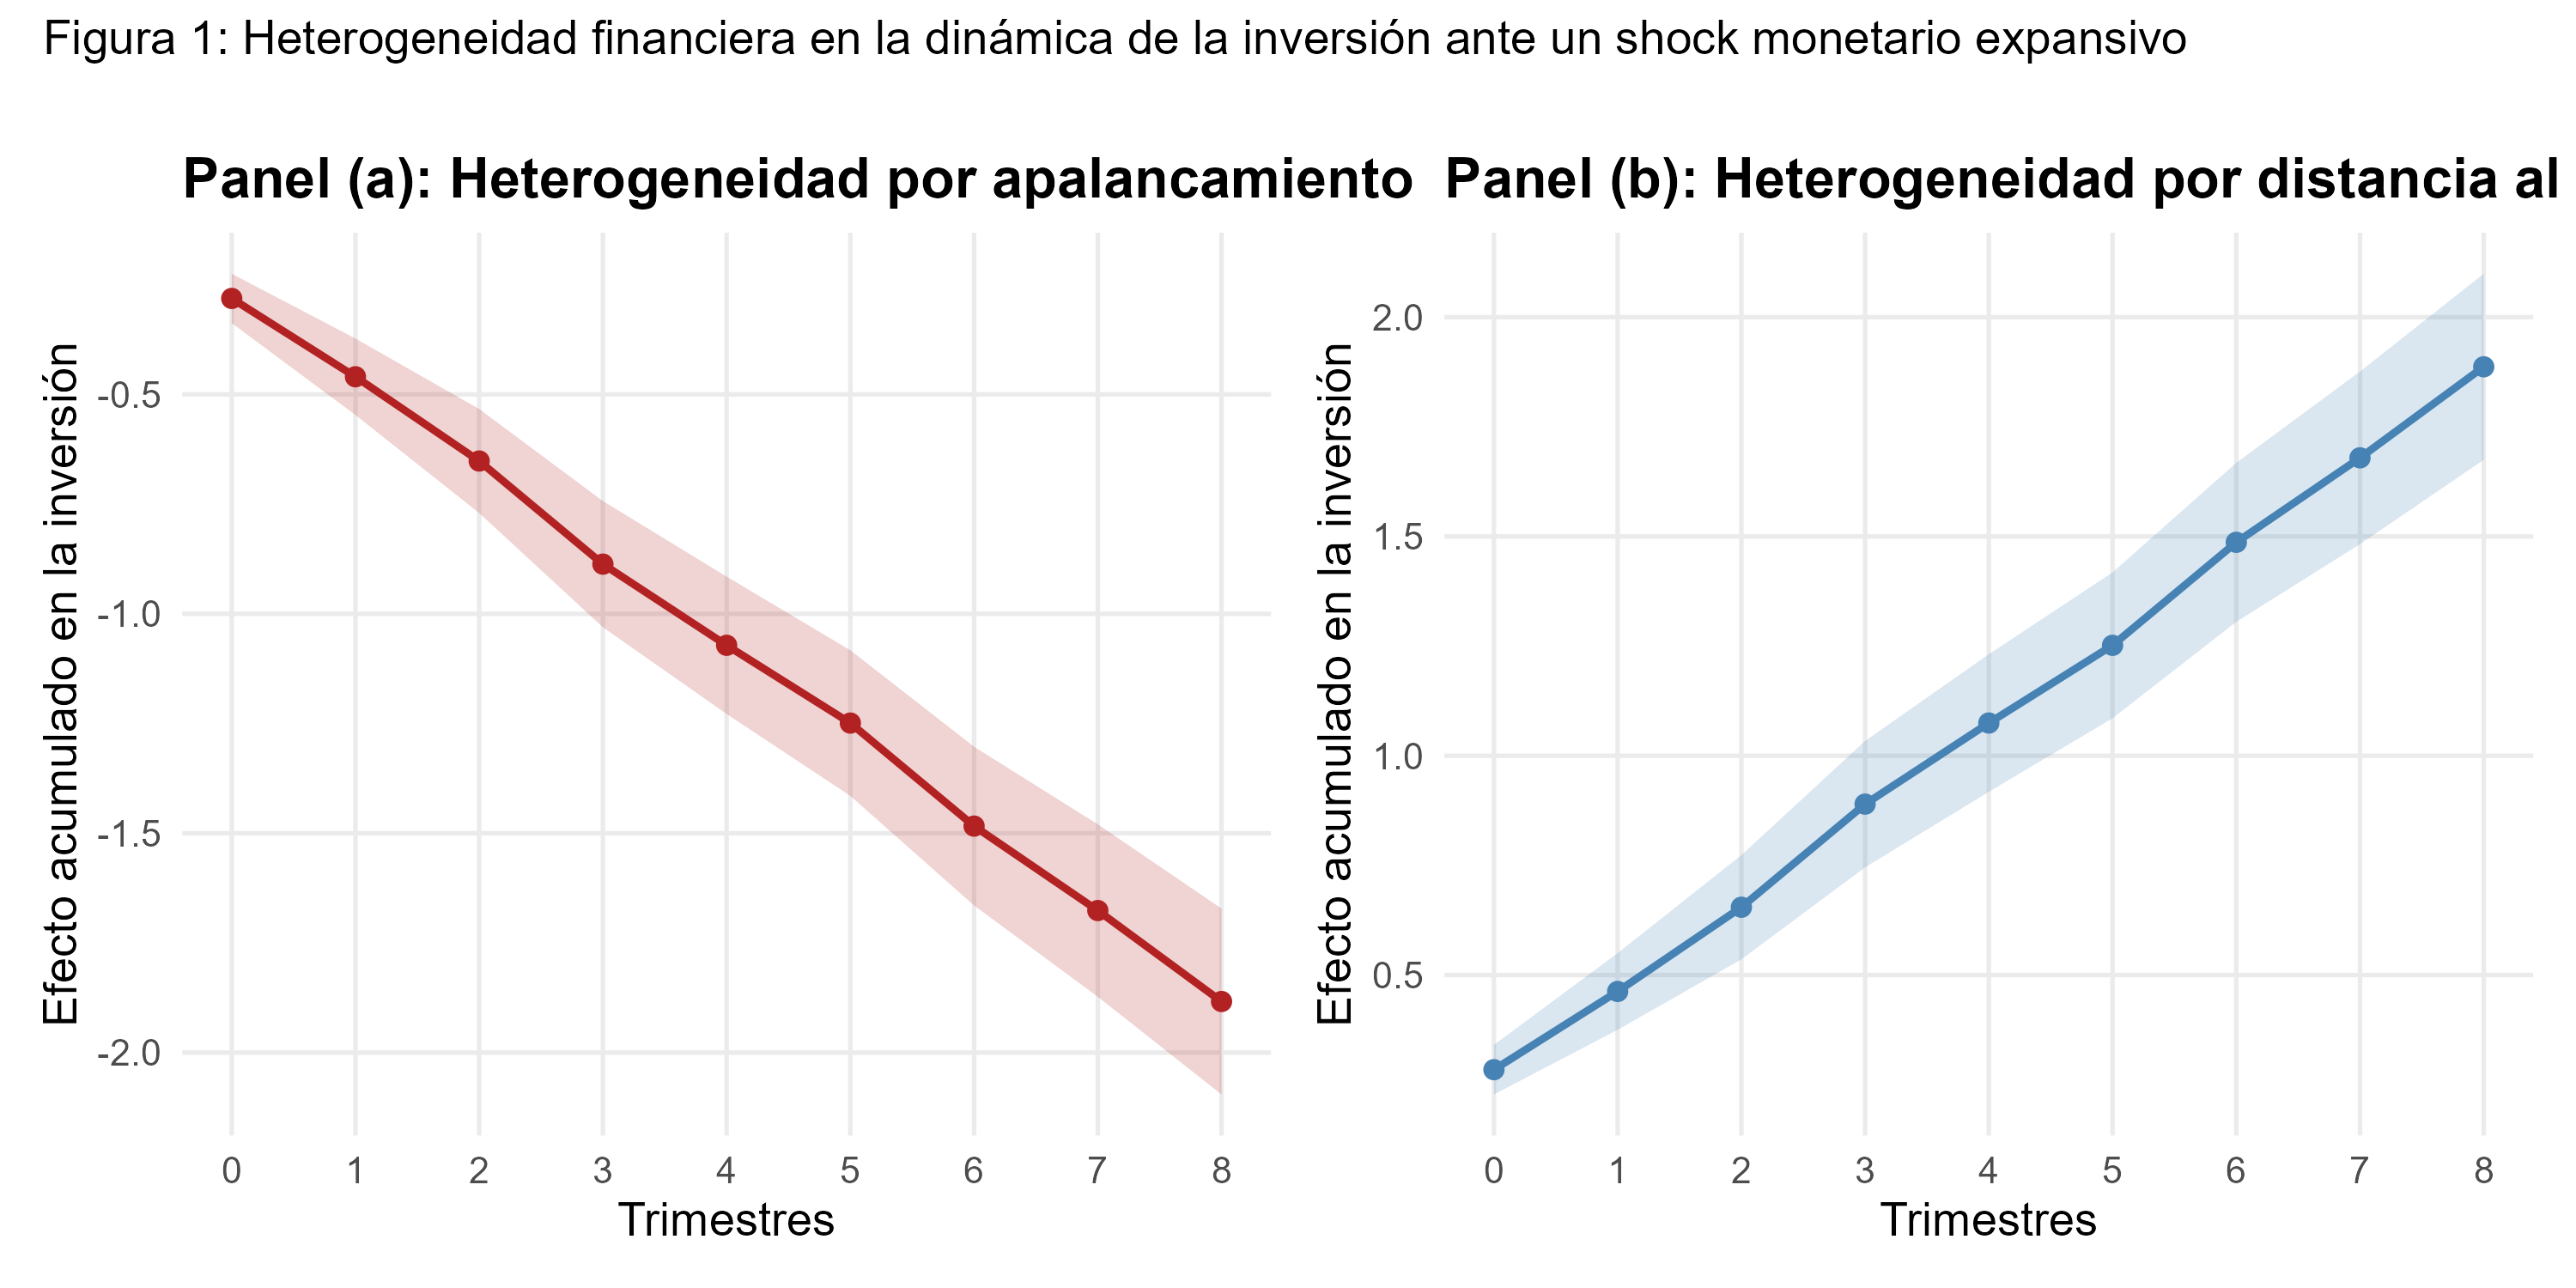 Figura 1: Heterogeneidad financiera en la dinámica de la inversión ante un shock monetario expansivo
Panel (a): Heterogeneidad por apalancamiento
Efecto acumulado en la inversión
-0.5
-1.0
-1.5
-2.0
0 1 2 3 4 5 6 7 8
Trimestres
Panel (b): Heterogeneidad por distancia al
Efecto acumulado en la inversión
2.0
1.5
1.0
0.5
0 1 2 3 4 5 6 7 8
Trimestres